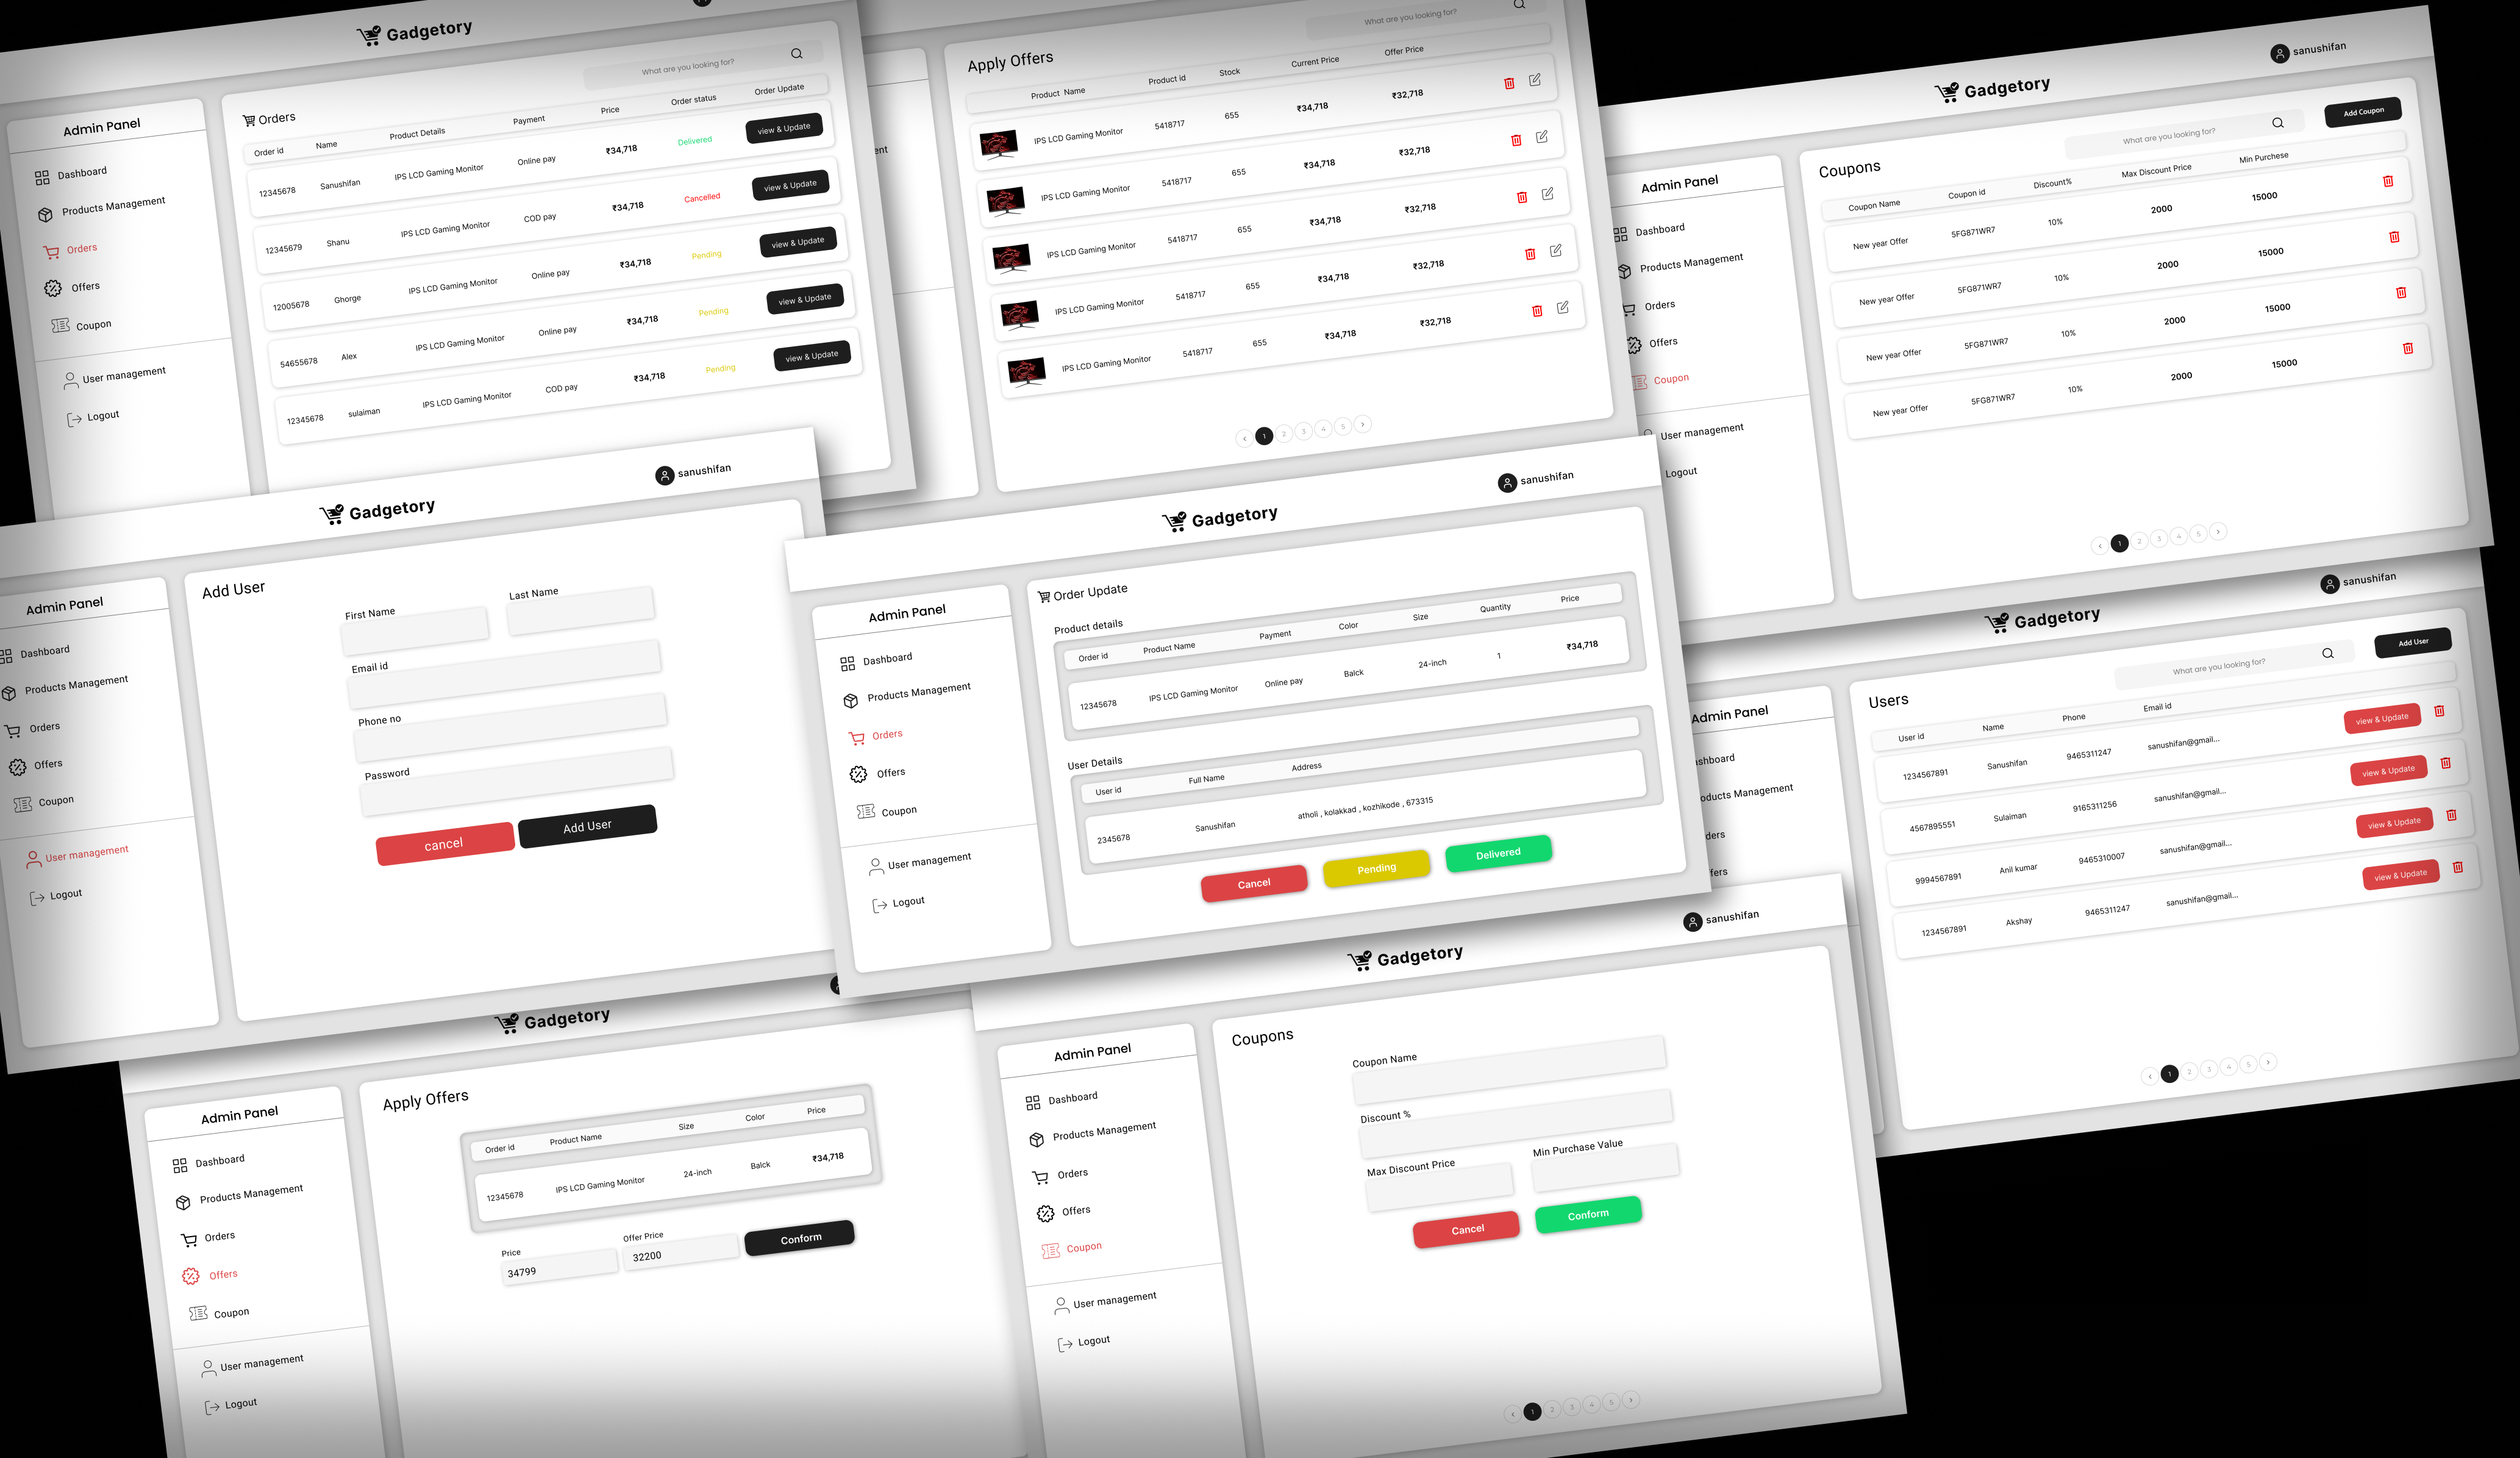 Gadgetory
Admin Panel
Dashboard
Products Management
Orders
Offers
Coupon
User management
Logout
Orders
What are you looking for?
Order id Name Product Details Payment Price Order status Order Update
12345678 Sanushifan IPS LCD Gaming Monitor Online pay ₹34,718 Delivered view & Update
12345679 Shanu IPS LCD Gaming Monitor COD pay ₹34,718 Cancelled view & Update
12005678 Ghorge IPS LCD Gaming Monitor Online pay ₹34,718 Pending view & Update
54655678 Alex IPS LCD Gaming Monitor Online pay ₹34,718 Pending view & Update
12345678 sulaiman IPS LCD Gaming Monitor COD pay ₹34,718 Pending view & Update
Apply Offers
What are you looking for?
Product Name Product id Stock Current Price Offer Price
IPS LCD Gaming Monitor 5418717 655 ₹34,718 ₹32,718
IPS LCD Gaming Monitor 5418717 655 ₹34,718 ₹32,718
IPS LCD Gaming Monitor 5418717 655 ₹34,718 ₹32,718
IPS LCD Gaming Monitor 5418717 655 ₹34,718 ₹32,718
IPS LCD Gaming Monitor 5418717 655 ₹34,718 ₹32,718
1 2 3 4 5
ent
Gadgetory
sanushifan
Admin Panel
Dashboard
Products Management
Orders
Offers
Coupon
User management
Logout
Coupons
What are you looking for?
Add Coupon
Coupon Name Coupon id Discount% Max Discount Price Min Purchese
New year Offer 5FG871WR7 10% 2000 15000
New year Offer 5FG871WR7 10% 2000 15000
New year Offer 5FG871WR7 10% 2000 15000
New year Offer 5FG871WR7 10% 2000 15000
1 2 3 4 5
Gadgetory
sanushifan
Admin Panel
Dashboard
Products Management
Orders
Offers
Coupon
User management
Logout
Add User
First Name Last Name
Email id
Phone no
Password
cancel Add User
Gadgetory
sanushifan
Admin Panel
Dashboard
Products Management
Orders
Offers
Coupon
User management
Logout
Order Update
Product details
Order id Product Name Payment Color Size Quantity Price
12345678 IPS LCD Gaming Monitor Online pay Balck 24-inch 1 ₹34,718
User Details
User id Full Name Address
2345678 Sanushifan atholi , kolakkad , kozhikode , 673315
Cancel Pending Delivered
Gadgetory
sanushifan
Admin Panel
shboard
oducts Management
ders
ffers
Users
What are you looking for?
Add User
User id Name Phone Email id
1234567891 Sanushifan 9465311247 sanushifan@gmail... view & Update
4567895551 Sulaiman 9165311256 sanushifan@gmail... view & Update
9994567891 Anil kumar 9465310007 sanushifan@gmail... view & Update
1234567891 Akshay 9465311247 sanushifan@gmail... view & Update
1 2 3 4 5
Gadgetory
Admin Panel
Dashboard
Products Management
Orders
Offers
Coupon
User management
Logout
Apply Offers
Order id Product Name Size Color Price
12345678 IPS LCD Gaming Monitor 24-inch Balck ₹34,718
Price Offer Price
34799 32200 Conform
Gadgetory
sanushifan
Admin Panel
Dashboard
Products Management
Orders
Offers
Coupon
User management
Logout
Coupons
Coupon Name
Discount %
Max Discount Price Min Purchase Value
Cancel Conform
1 2 3 4 5